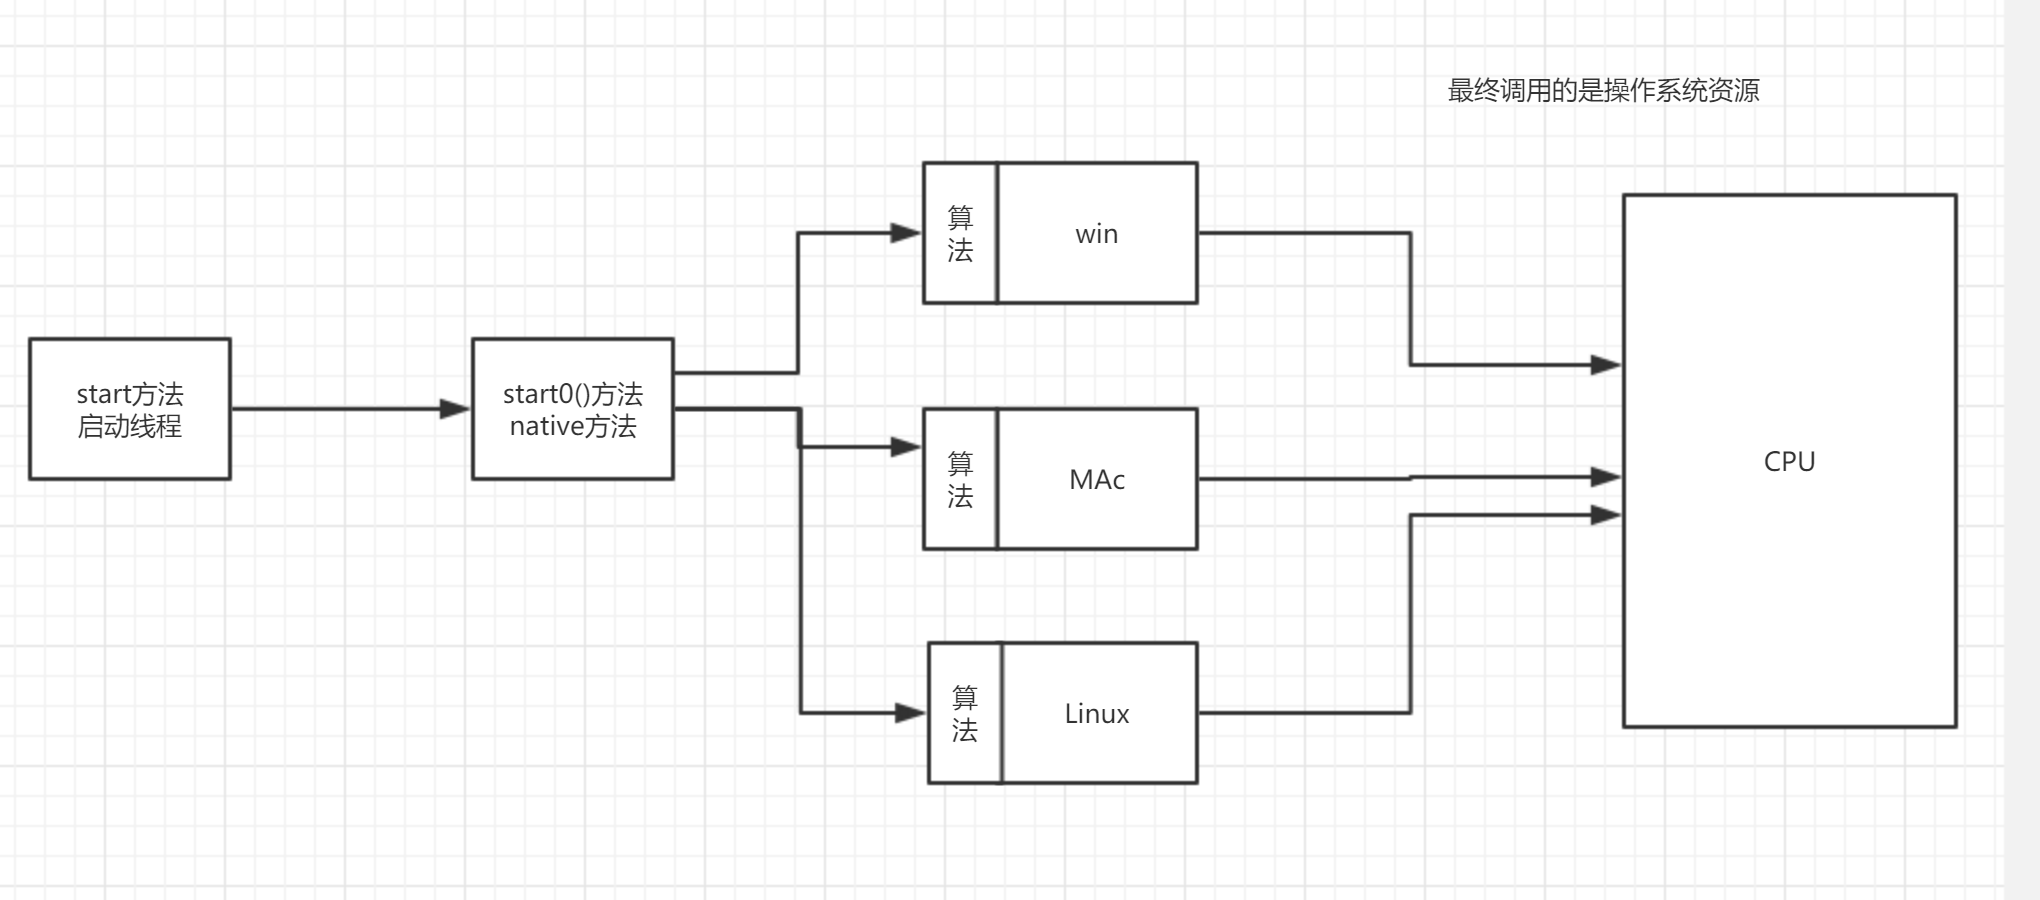 最终调用的是操作系统资源
start方法
启动线程
start0()方法
native方法
算
法
win
算
法
MAc
算
法
Linux
CPU